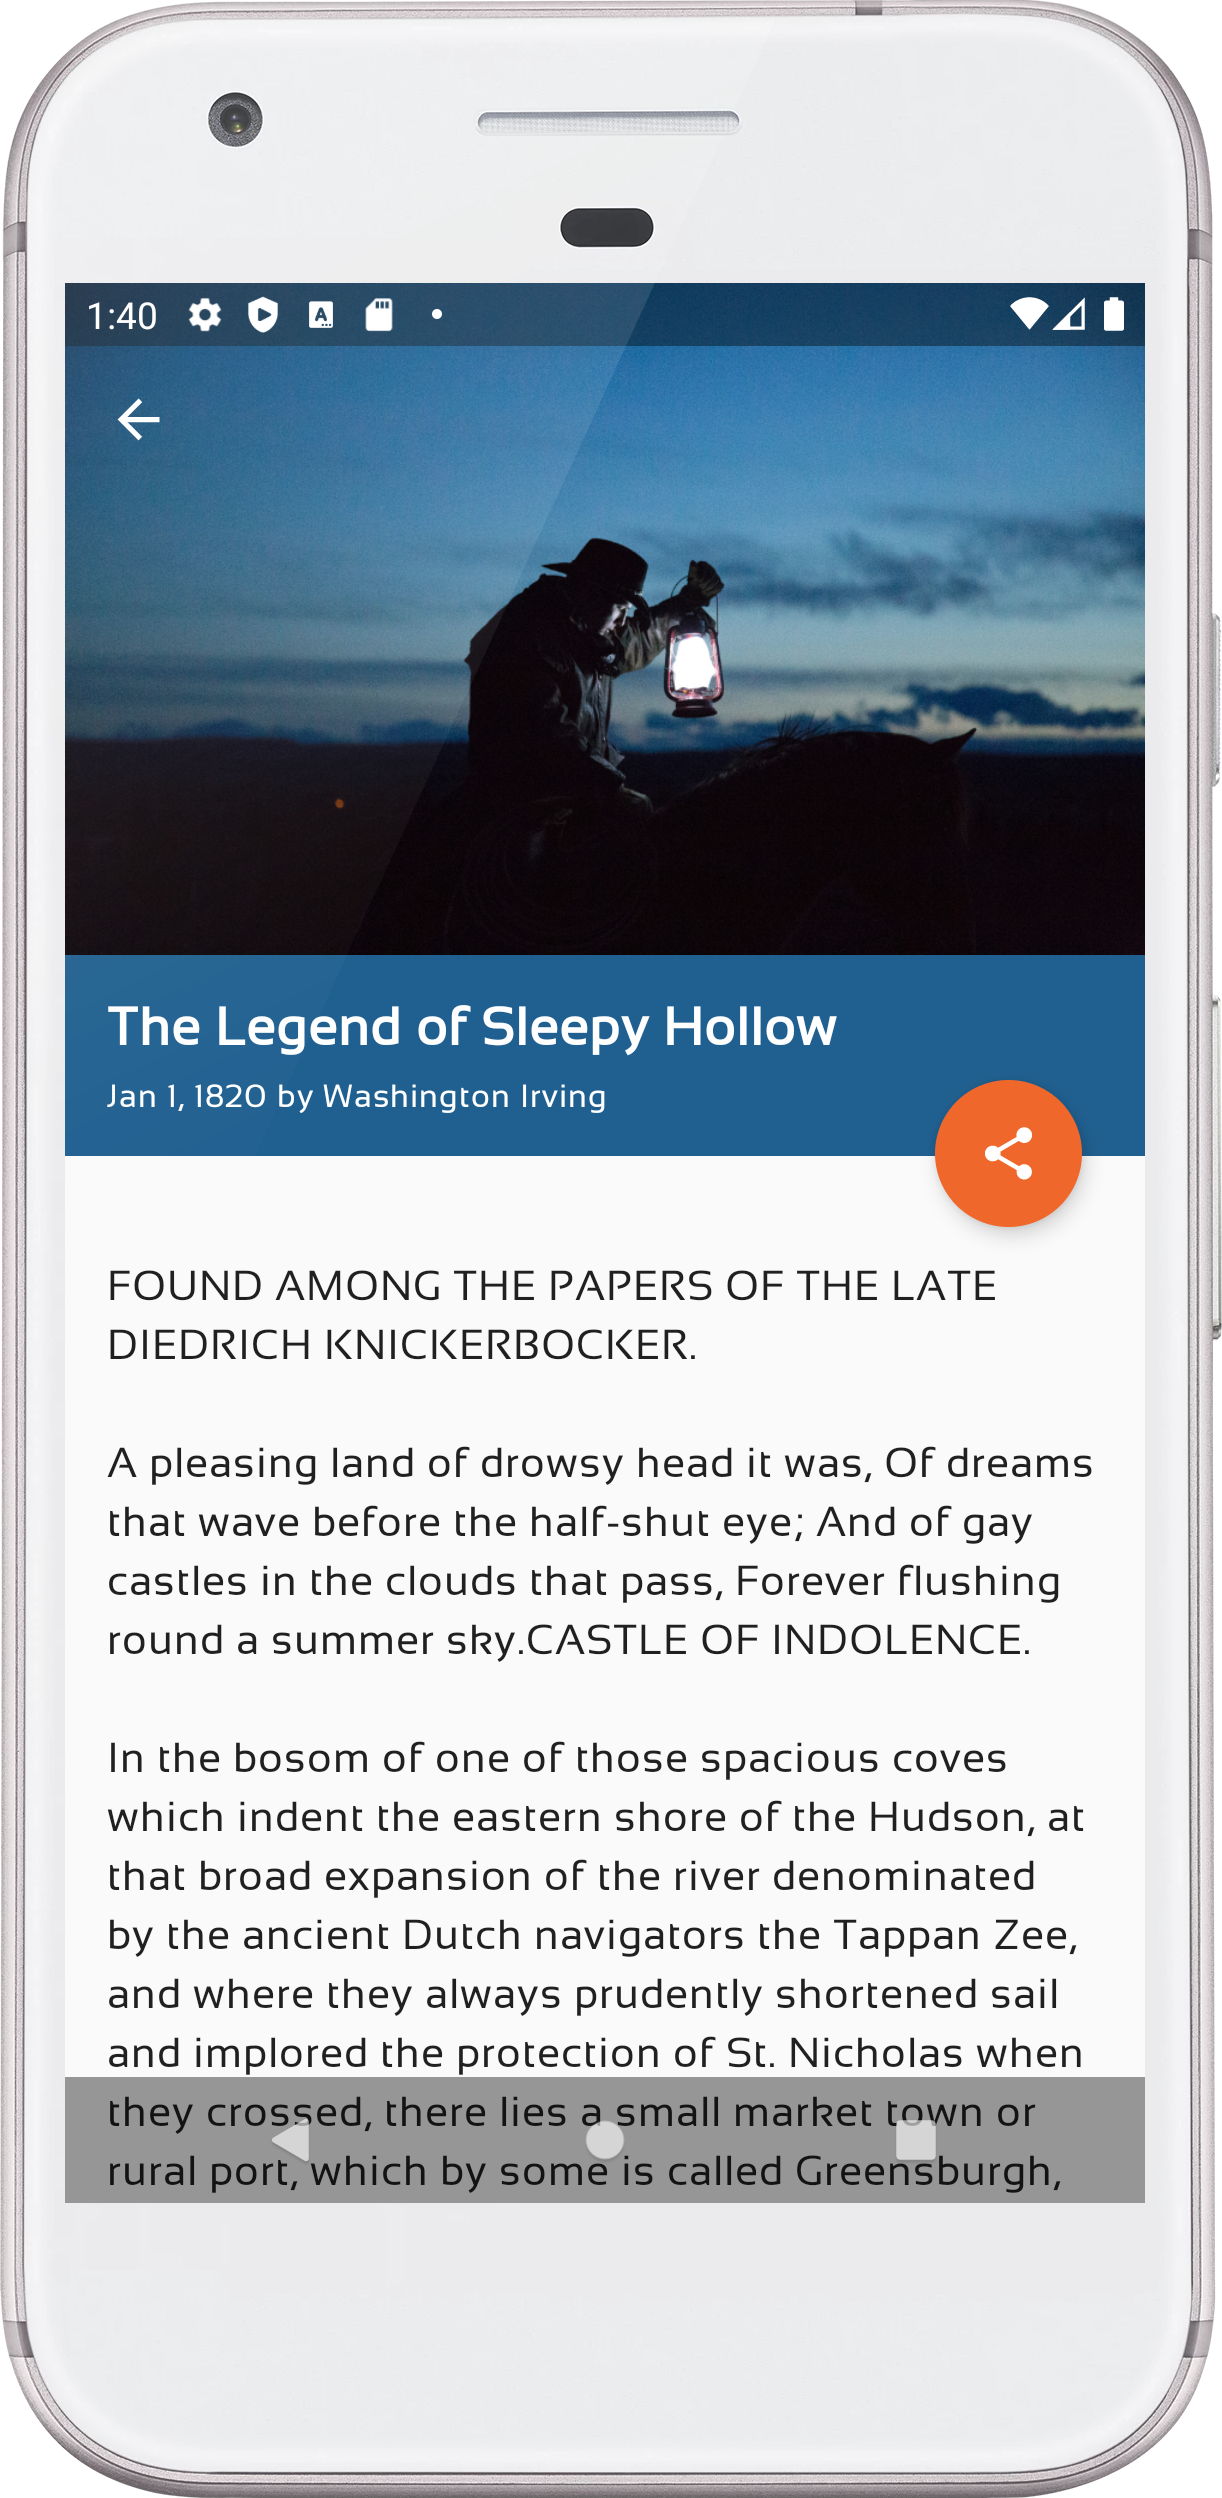 1:40
The Legend of Sleepy Hollow
Jan 1, 1820 by Washington Irving
FOUND AMONG THE PAPERS OF THE LATE
DIEDRICH KNICKERBOCKER.
A pleasing land of drowsy head it was, Of dreams
that wave before the half-shut eye; And of gay
castles in the clouds that pass, Forever flushing
round a summer sky.CASTLE OF INDOLENCE.
In the bosom of one of those spacious coves
which indent the eastern shore of the Hudson, at
that broad expansion of the river denominated
by the ancient Dutch navigators the Tappan Zee,
and where they always prudently shortened sail
and implored the protection of St. Nicholas when
they crossed, there lies a small market town or
rural port, which by some is called Greensburgh,